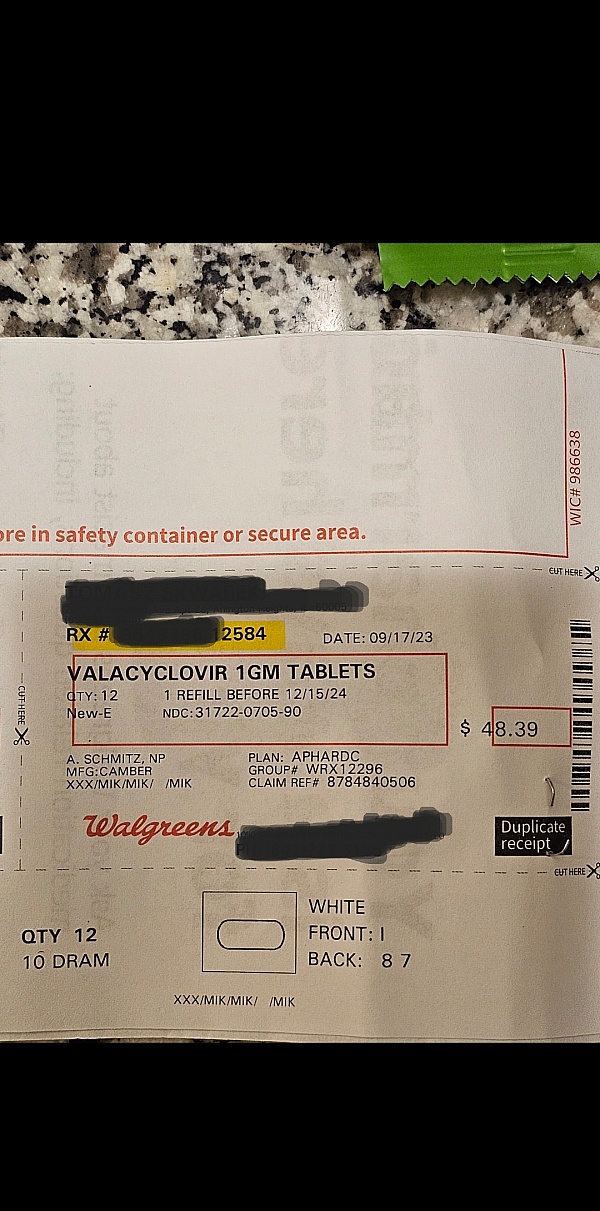 WIC# 986638
ore in safety container or secure area.
CUT HERE
RX # 12584
DATE: 09/17/23
VALACYCLOVIR 1GM TABLETS
QTY: 12 1 REFILL BEFORE 12/15/24
New-E NDC: 31722-0705-90
$ 48.39
CUT HERE
A. SCHMITZ, NP PLAN: APHARDC
MFG:CAMBER GROUP# WRX12296
XXX/MIK/MIK/ /MIK CLAIM REF# 8784840506
Walgreens
Duplicate
receipt
CUT HERE
WHITE
QTY 12 FRONT: I
10 DRAM BACK: 8 7
XXX/MIK/MIK/ /MIK